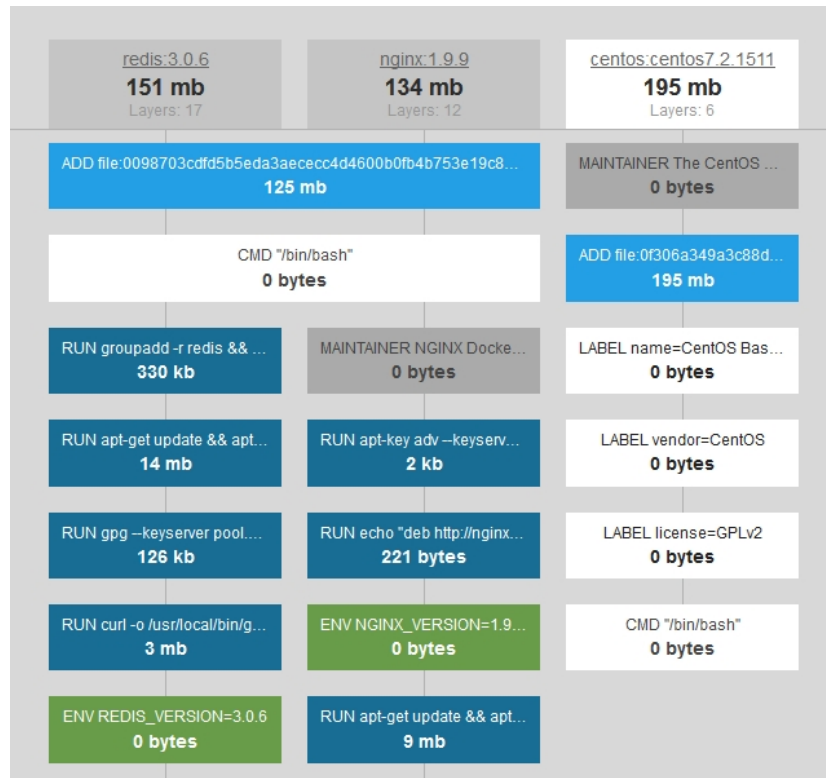 redis:3.0.6
151 mb
Layers: 17
nginx:1.9.9
134 mb
Layers: 12
centos:centos7.2.1511
195 mb
Layers: 6
ADD file:0098703cdfd5b5eda3aececc4d4600b0fb4b753e19c8...
125 mb
MAINTAINER The CentOS ...
0 bytes
CMD "/bin/bash"
0 bytes
ADD file:0f306a349a3c88d...
195 mb
RUN groupadd -r redis && ...
330 kb
MAINTAINER NGINX Docke...
0 bytes
LABEL name=CentOS Bas...
0 bytes
RUN apt-get update && apt...
14 mb
RUN apt-key adv --keyserv...
2 kb
LABEL vendor=CentOS
0 bytes
RUN gpg --keyserver pool....
126 kb
RUN echo "deb http://nginx...
221 bytes
LABEL license=GPLv2
0 bytes
RUN curl -o /usr/local/bin/g...
3 mb
ENV NGINX_VERSION=1.9...
0 bytes
CMD "/bin/bash"
0 bytes
ENV REDIS_VERSION=3.0.6
0 bytes
RUN apt-get update && apt...
9 mb